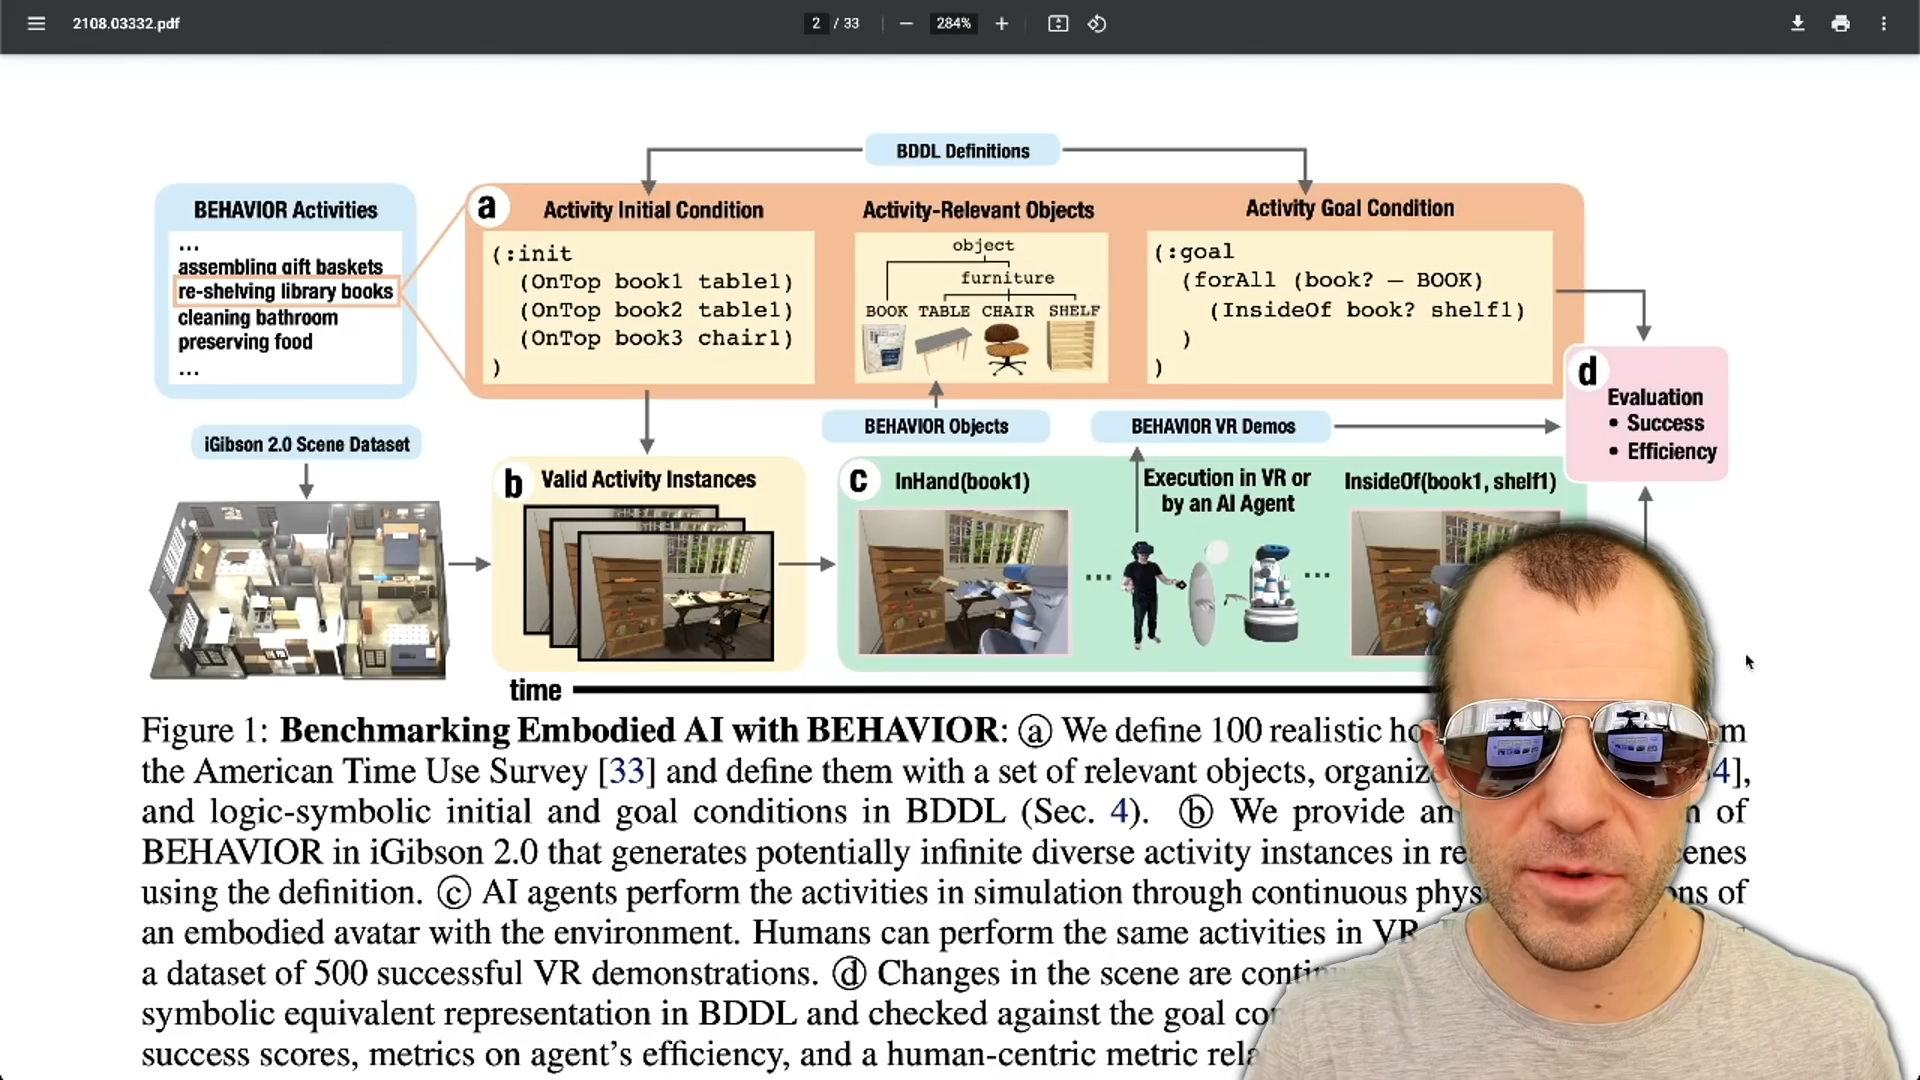 2108.03332.pdf
2 / 33
284%
BDDL Definitions
BEHAVIOR Activities
...
assembling gift baskets
re-shelving library books
cleaning bathroom
preserving food
...
a
Activity Initial Condition
(:init
(OnTop book1 table1)
(OnTop book2 table1)
(OnTop book3 chair1)
)
Activity-Relevant Objects
object
furniture
BOOK TABLE CHAIR SHELF
Activity Goal Condition
(:goal
(forAll (book? – BOOK)
(InsideOf book? shelf1)
)
)
d
Evaluation
• Success
• Efficiency
BEHAVIOR Objects
BEHAVIOR VR Demos
iGibson 2.0 Scene Dataset
b
Valid Activity Instances
c
InHand(book1)
Execution in VR or
by an AI Agent
InsideOf(book1, shelf1)
...
...
time
Figure 1: Benchmarking Embodied AI with BEHAVIOR: ⓐ We define 100 realistic
the American Time Use Survey [33] and define them with a set of relevant objects,
and logic-symbolic initial and goal conditions in BDDL (Sec. 4). ⓑ We provide an of
BEHAVIOR in iGibson 2.0 that generates potentially infinite diverse activity instances in
using the definition. ⓒ AI agents perform the activities in simulation through continuous of
an embodied avatar with the environment. Humans can perform the same activities in VR
a dataset of 500 successful VR demonstrations. ⓓ Changes in the scene are
symbolic equivalent representation in BDDL and checked against the goal
success scores, metrics on agent's efficiency, and a human-centric metric